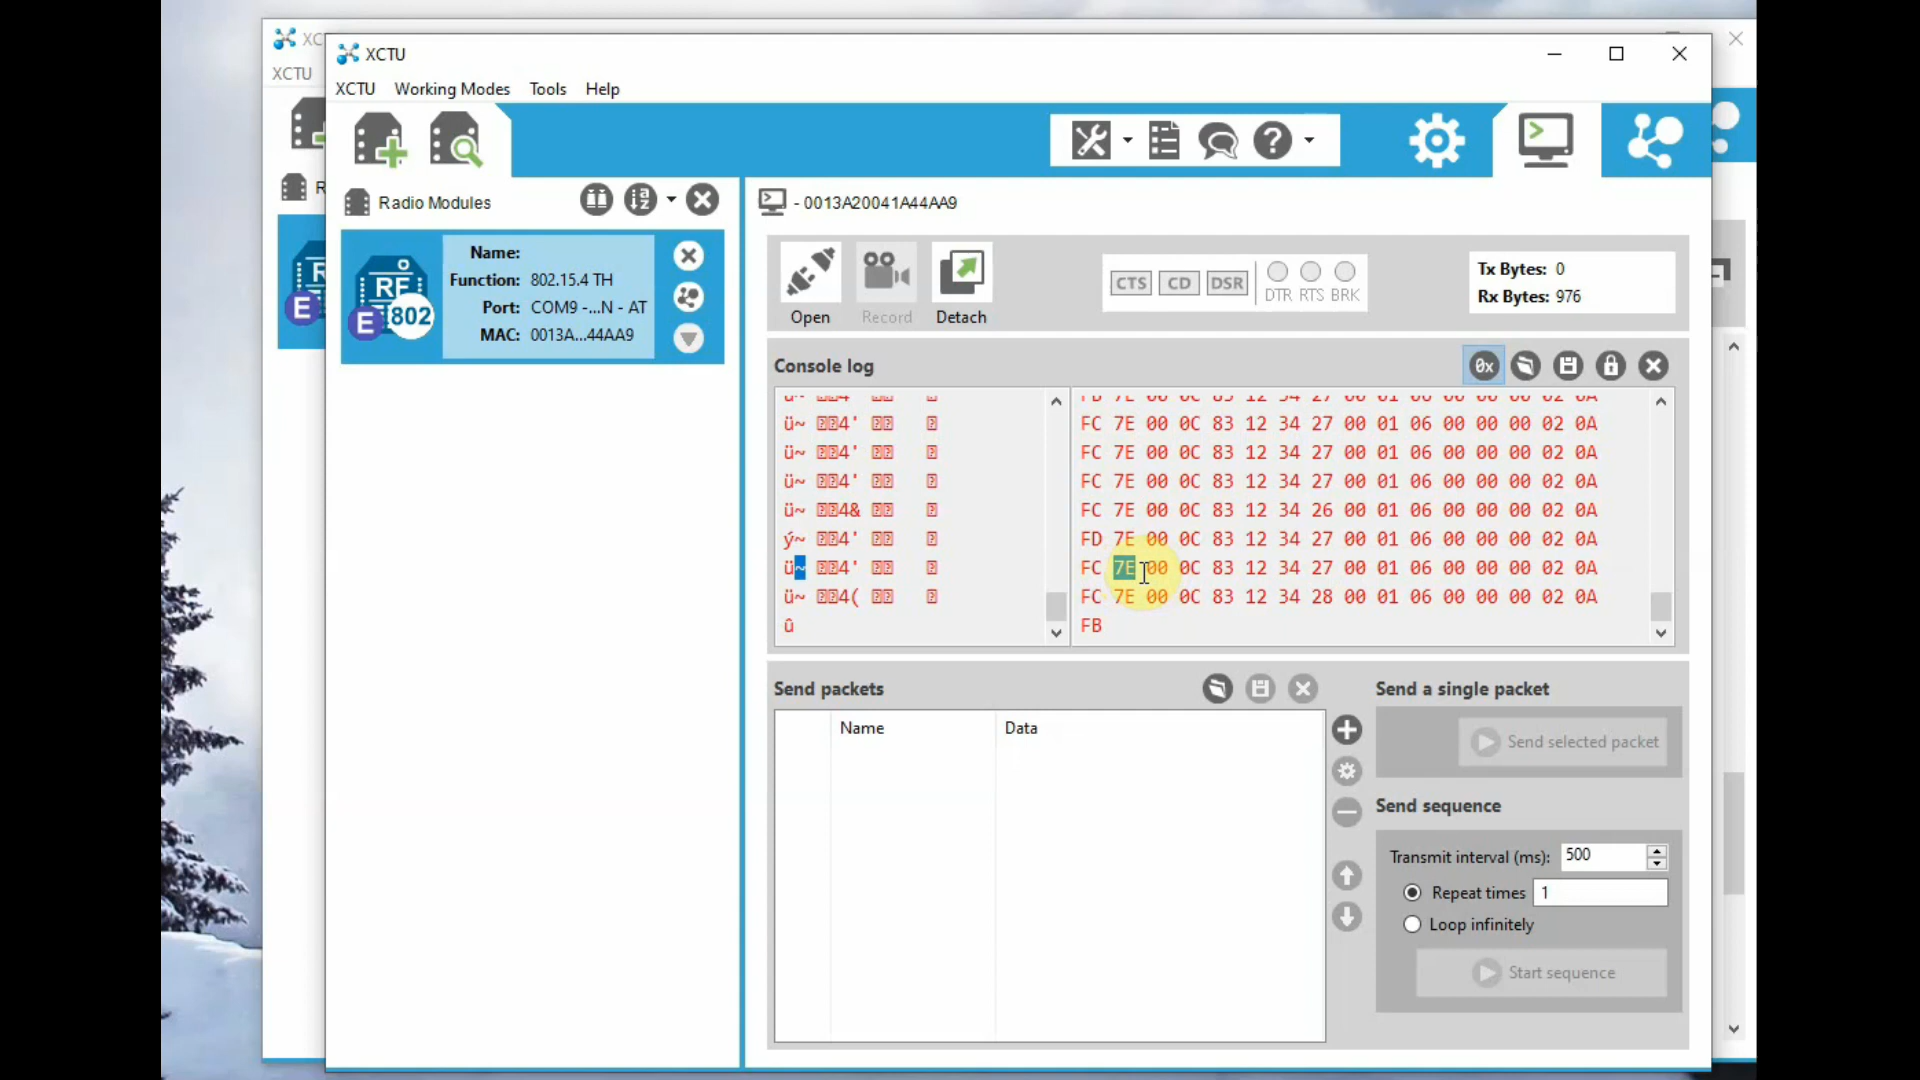 XC
XCTU
XCTU
XCTU Working Modes Tools Help
R
Radio Modules
- 0013A20041A44AA9
RF
E
RF
E
802
Name:
Function: 802.15.4 TH
Port: COM9 -...N - AT
MAC: 0013A...44AA9
Open
Record
Detach
CTS CD DSR
DTR RTS BRK
Tx Bytes: 0
Rx Bytes: 976
Console log
0x
FC 7E 00 0C 83 12 34 27 00 01 06 00 00 00 02 0A
FC 7E 00 0C 83 12 34 27 00 01 06 00 00 00 02 0A
FC 7E 00 0C 83 12 34 27 00 01 06 00 00 00 02 0A
FC 7E 00 0C 83 12 34 26 00 01 06 00 00 00 02 0A
FD 7E 00 0C 83 12 34 27 00 01 06 00 00 00 02 0A
FC 7E 00 0C 83 12 34 27 00 01 06 00 00 00 02 0A
FC 7E 00 0C 83 12 34 28 00 01 06 00 00 00 02 0A
û
FB
Send packets
Name Data
Send a single packet
Send selected packet
Send sequence
Transmit interval (ms): 500
Repeat times 1
Loop infinitely
Start sequence